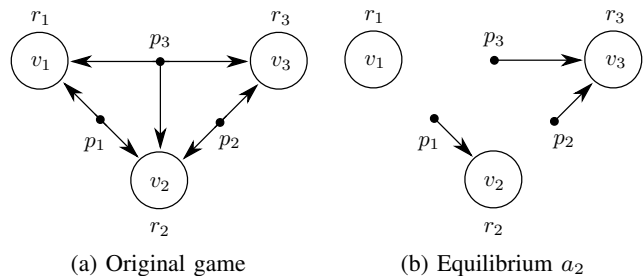 r₁ r₃ r₁ r₃
p₃ p₃
v₁ v₃ v₁ v₃
p₁ p₂ p₁ p₂
v₂ v₂
r₂ r₂
(a) Original game (b) Equilibrium a₂